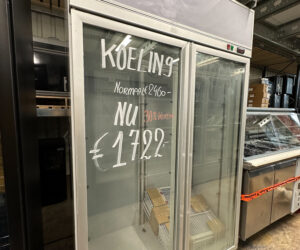 KOELING
Normaal € 2460,-
NU
€ 1722